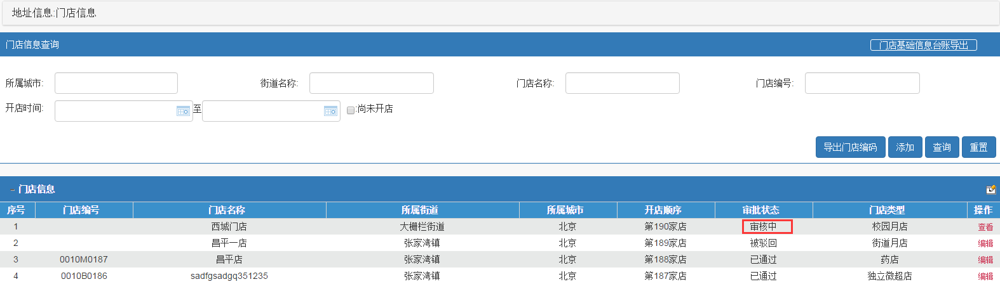 地址信息:门店信息
门店信息查询 门店基础信息台账导出
所属城市: 街道名称: 门店名称: 门店编号:
开店时间: 至 :尚未开店
导出门店编码 添加 查询 重置
门店信息
序号 门店编号 门店名称 所属街道 所属城市 开店顺序 审批状态 门店类型 操作
1 西城门店 大栅栏街道 北京 第190家店 审核中 校园月店 查看
2 昌平一店 张家湾镇 北京 第189家店 被驳回 街道月店 编辑
3 0010M0187 昌平店 张家湾镇 北京 第188家店 已通过 药店 编辑
4 0010B0186 sadfgsadgq351235 张家湾镇 北京 第187家店 已通过 独立微超店 编辑